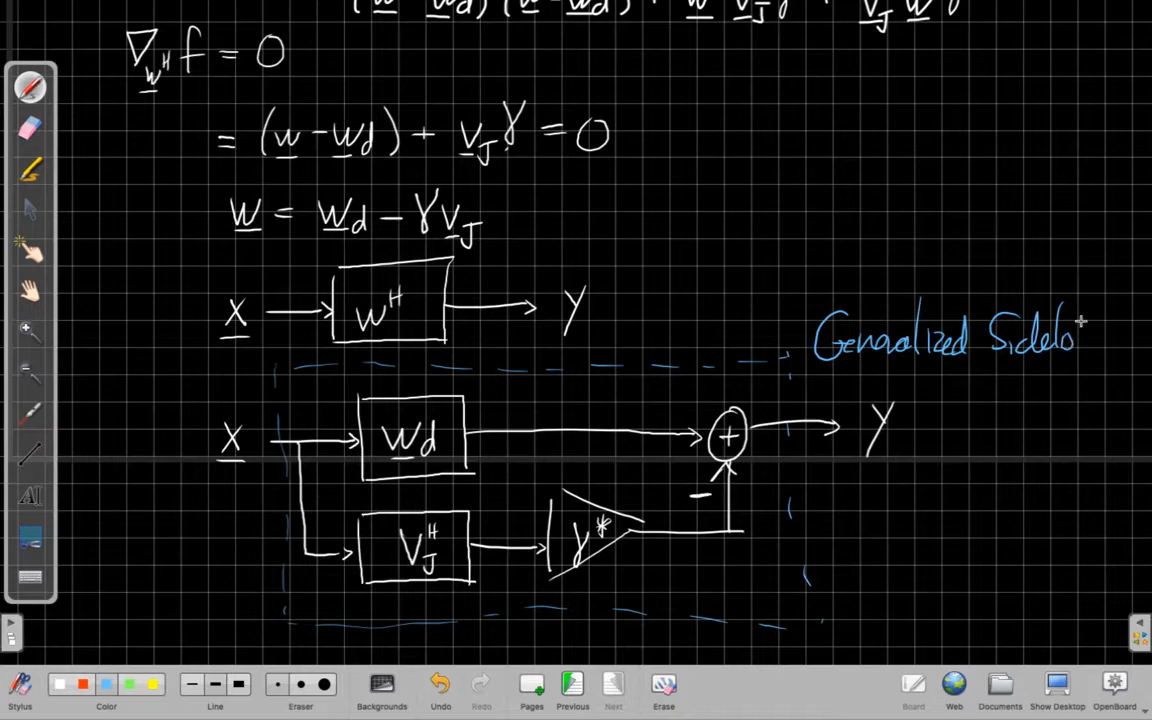 ∇_{w^H} f = 0
= (w - w_d) + v_J γ = 0
w = w_d - γ v_J
X w^H Y
Generalized Sidelo
X w_d + Y
-
V_J^H γ*
Stylus Color Line Eraser Backgrounds Undo Redo Pages Previous Next Erase Board Web Documents Show Desktop OpenBoard